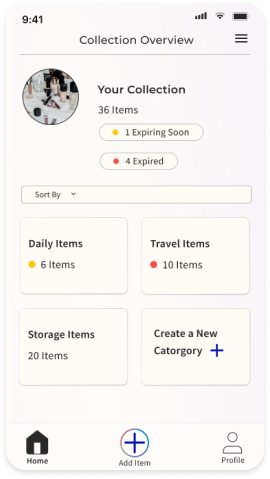 9:41
Collection Overview
Your Collection
36 Items
1 Expiring Soon
4 Expired
Sort By
Daily Items
6 Items
Travel Items
10 Items
Storage Items
20 Items
Create a New
Catorgory
Home
Add Item
Profile